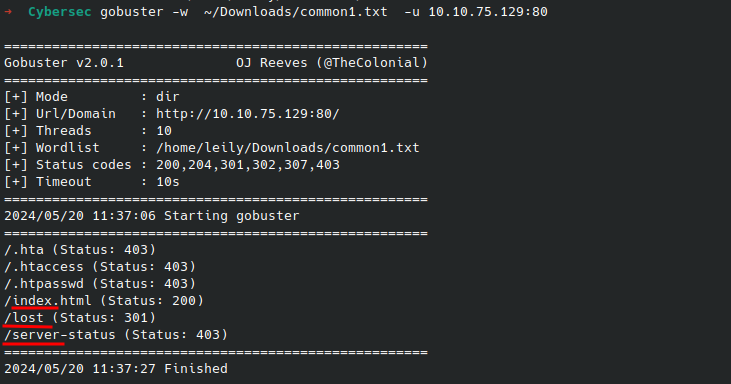 ➜ Cybersec gobuster -w ~/Downloads/common1.txt -u 10.10.75.129:80
=====================================================
Gobuster v2.0.1 OJ Reeves (@TheColonial)
=====================================================
[+] Mode : dir
[+] Url/Domain : http://10.10.75.129:80/
[+] Threads : 10
[+] Wordlist : /home/leily/Downloads/common1.txt
[+] Status codes : 200,204,301,302,307,403
[+] Timeout : 10s
=====================================================
2024/05/20 11:37:06 Starting gobuster
=====================================================
/.hta (Status: 403)
/.htaccess (Status: 403)
/.htpasswd (Status: 403)
/index.html (Status: 200)
/lost (Status: 301)
/server-status (Status: 403)
=====================================================
2024/05/20 11:37:27 Finished